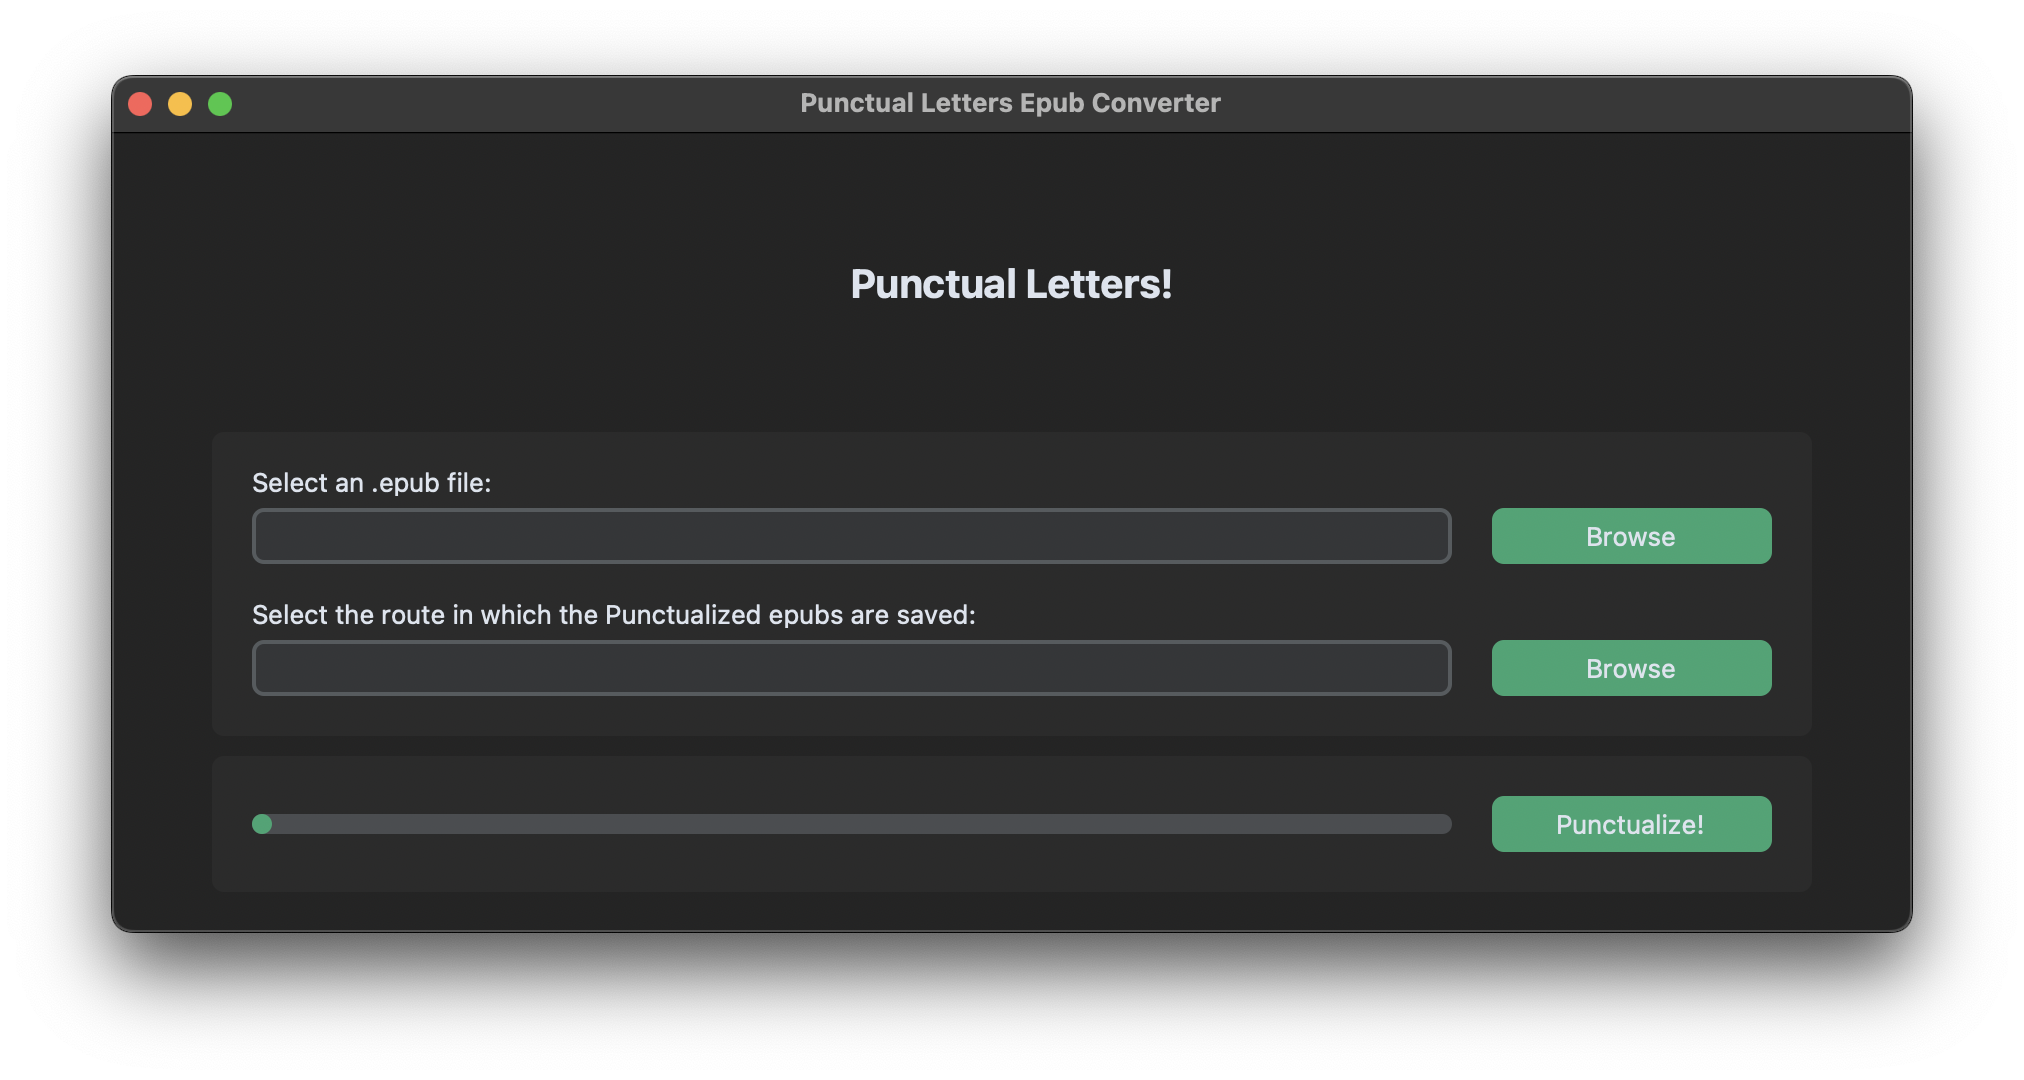 Punctual Letters Epub Converter
Punctual Letters!
Select an .epub file:
Browse
Select the route in which the Punctualized epubs are saved:
Browse
Punctualize!